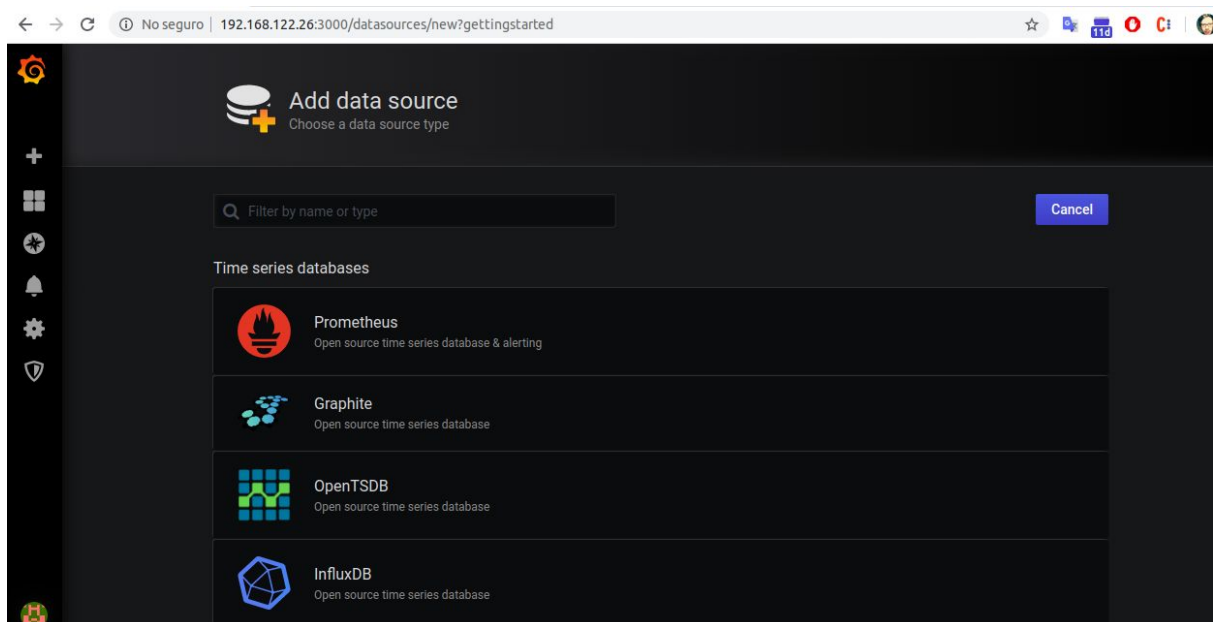 No seguro | 192.168.122.26:3000/datasources/new?gettingstarted
11d
Add data source
Choose a data source type
Filter by name or type
Cancel
Time series databases
Prometheus
Open source time series database & alerting
Graphite
Open source time series database
OpenTSDB
Open source time series database
InfluxDB
Open source time series database